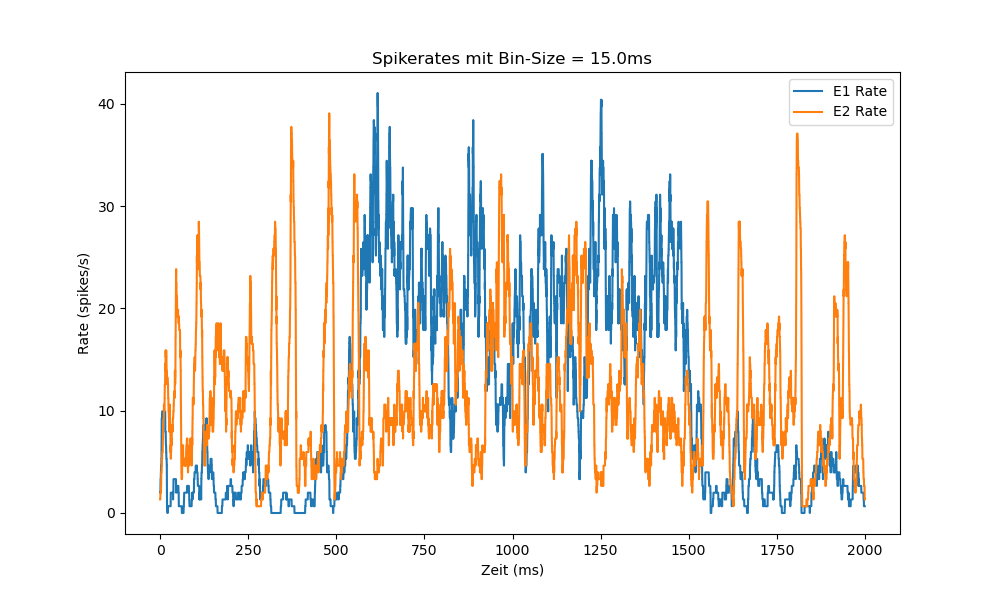 Spikerates mit Bin-Size = 15.0ms
E1 Rate
E2 Rate
40
30
20
10
0
Rate (spikes/s)
0 250 500 750 1000 1250 1500 1750 2000
Zeit (ms)